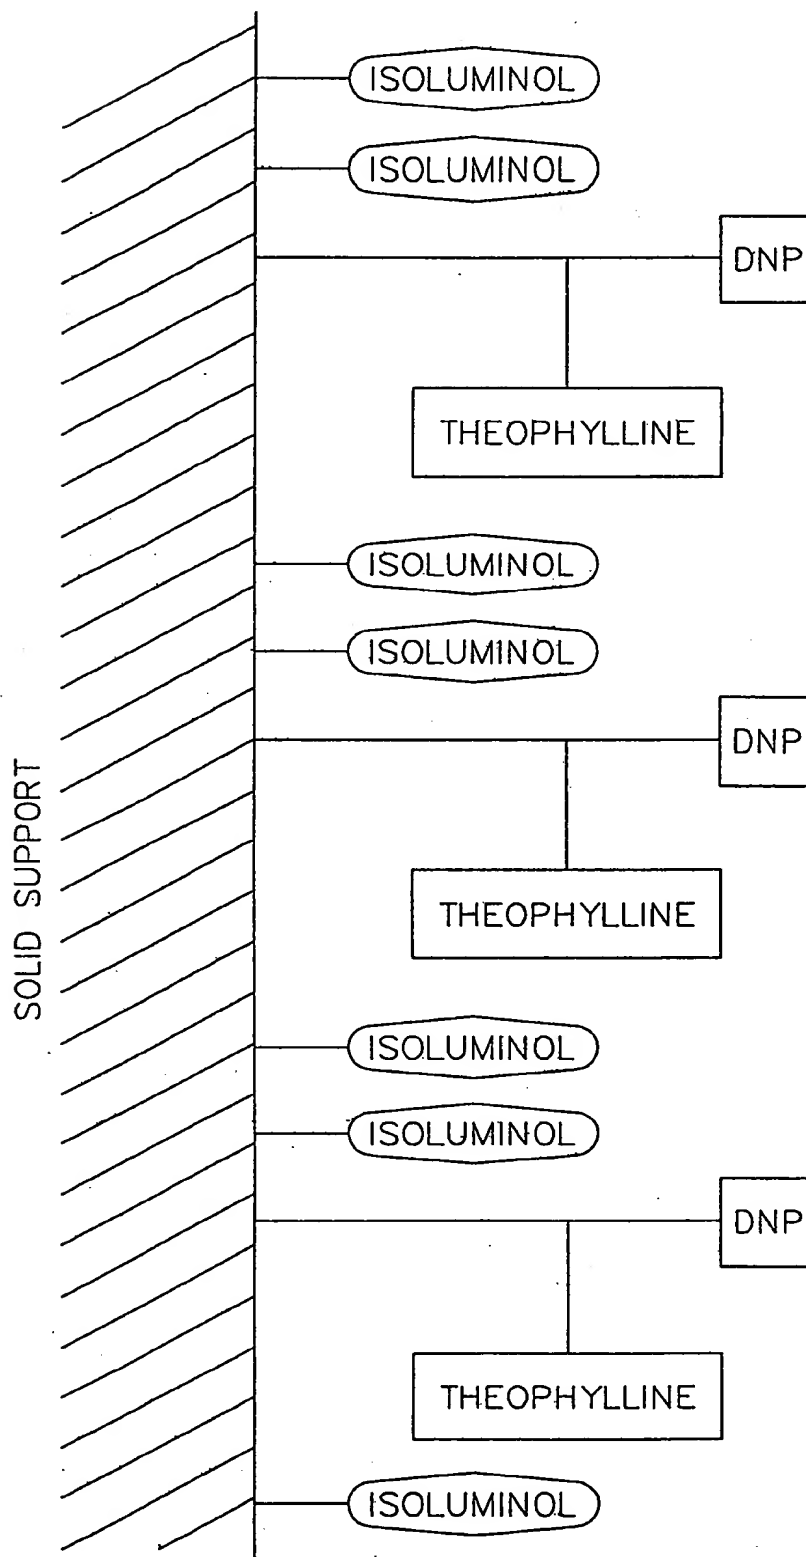 ISOLUMINOL
ISOLUMINOL
DNP
THEOPHYLLINE
ISOLUMINOL
ISOLUMINOL
DNP
SOLID SUPPORT
THEOPHYLLINE
ISOLUMINOL
ISOLUMINOL
DNP
THEOPHYLLINE
ISOLUMINOL